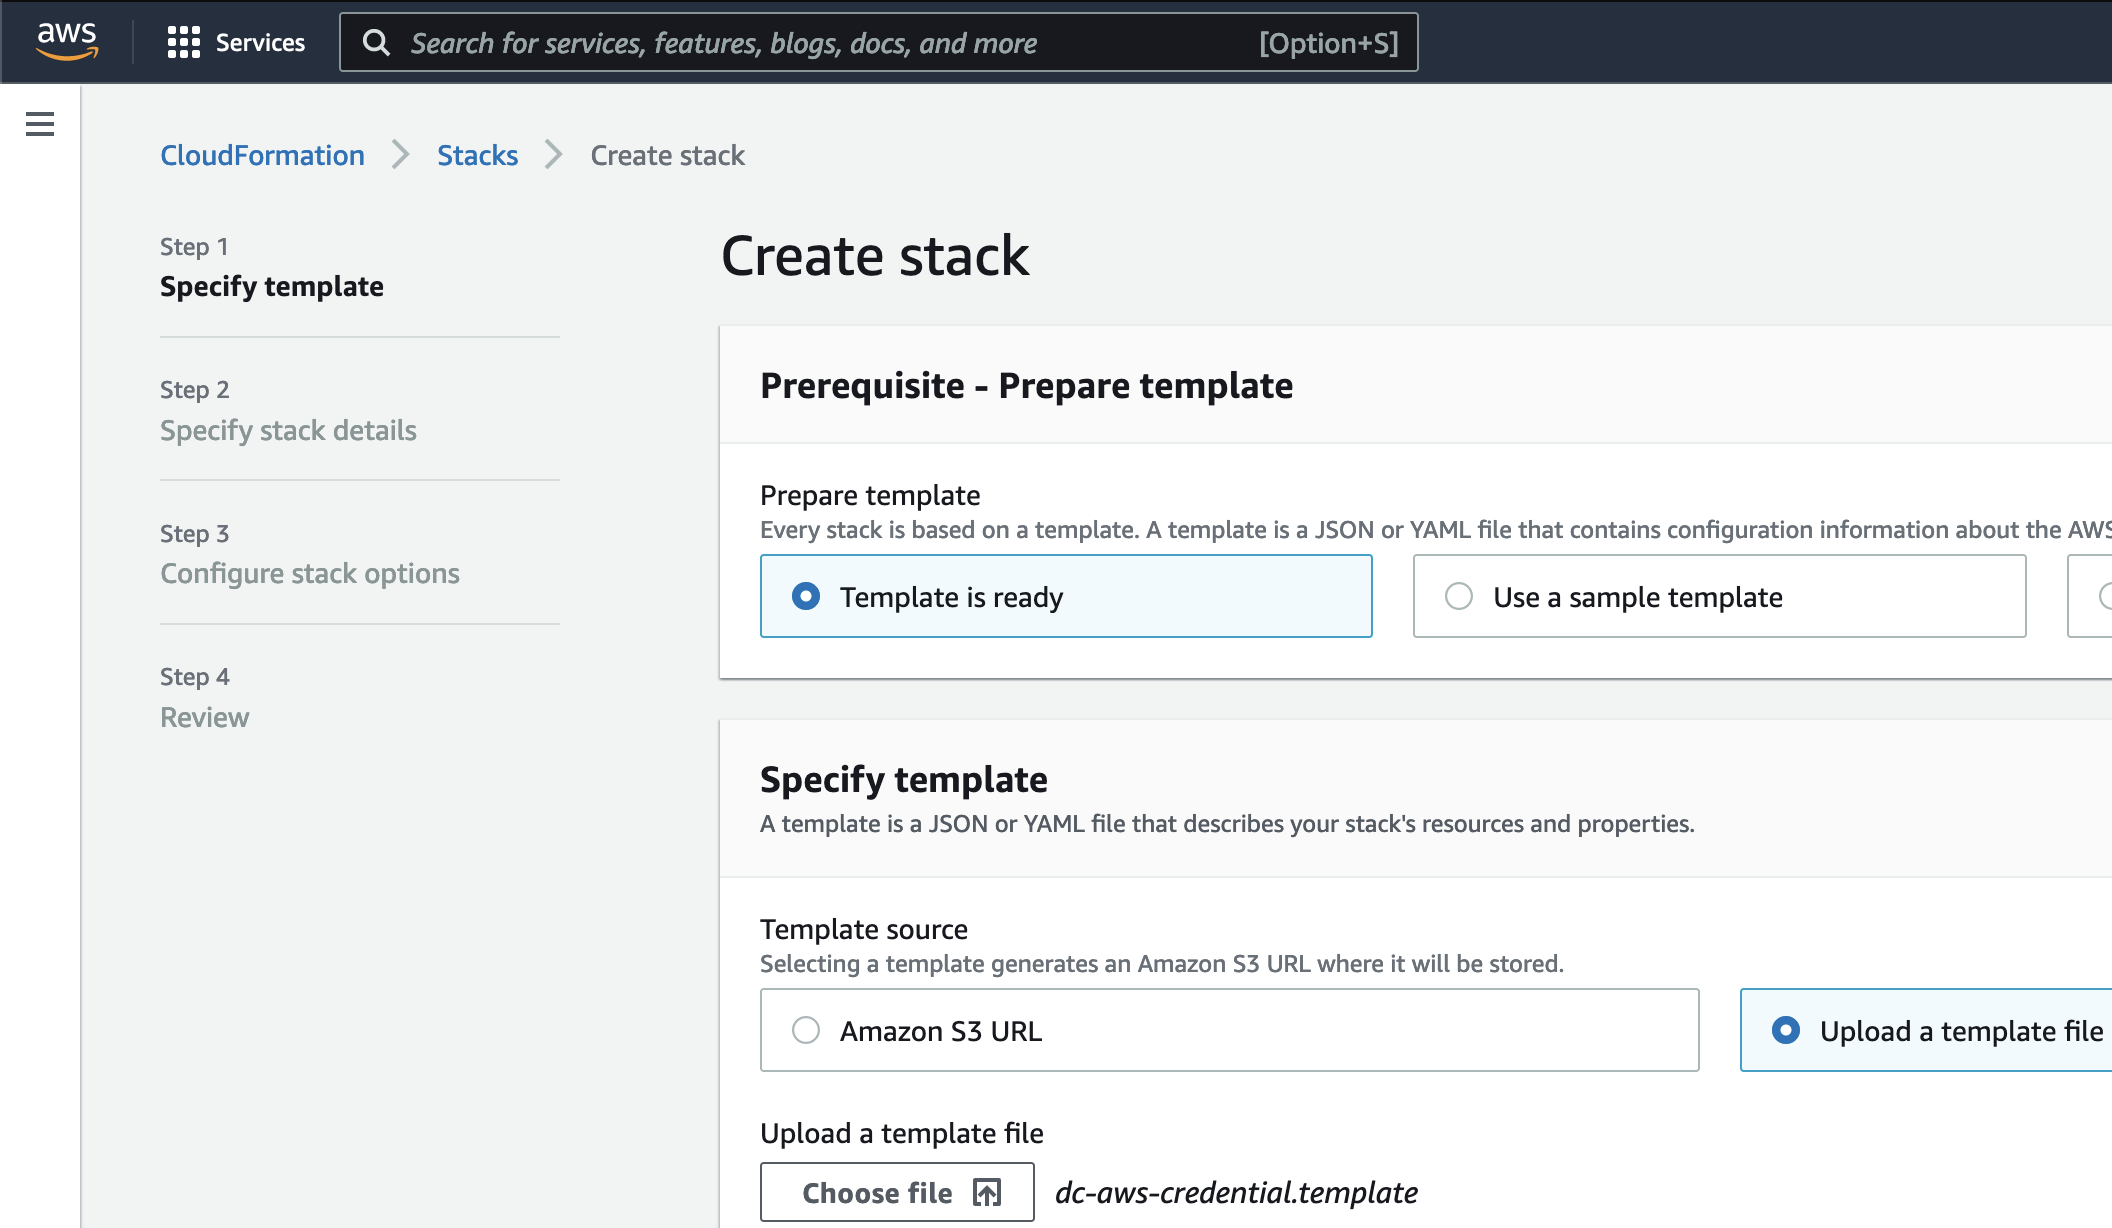 aws
Services
Search for services, features, blogs, docs, and more
[Option+S]
CloudFormation
Stacks
Create stack
Step 1
Specify template
Step 2
Specify stack details
Step 3
Configure stack options
Step 4
Review
Create stack
Prerequisite - Prepare template
Prepare template
Every stack is based on a template. A template is a JSON or YAML file that contains configuration information about the AWS
Template is ready
Use a sample template
Specify template
A template is a JSON or YAML file that describes your stack's resources and properties.
Template source
Selecting a template generates an Amazon S3 URL where it will be stored.
Amazon S3 URL
Upload a template file
Upload a template file
Choose file
dc-aws-credential.template